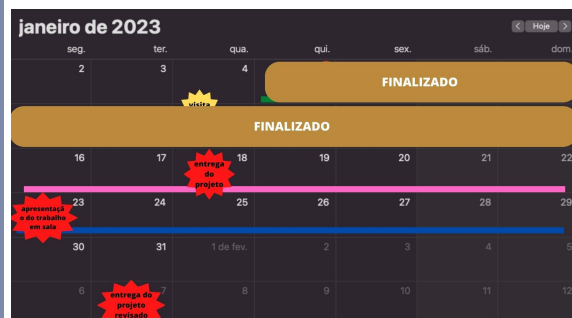 janeiro de 2023
Hoje
seg. ter. qua. qui. sex. sáb. dom.
2 3 4
FINALIZADO
visita
FINALIZADO
16 17 18 19 20 21 22
entrega
do
projeto
23 24 25 26 27 28 29
apresentaçã
o do trabalho
em sala
30 31 1 de fev. 2 3 4 5
6 7 8 9 10 11 12
entrega do
projeto
revisado